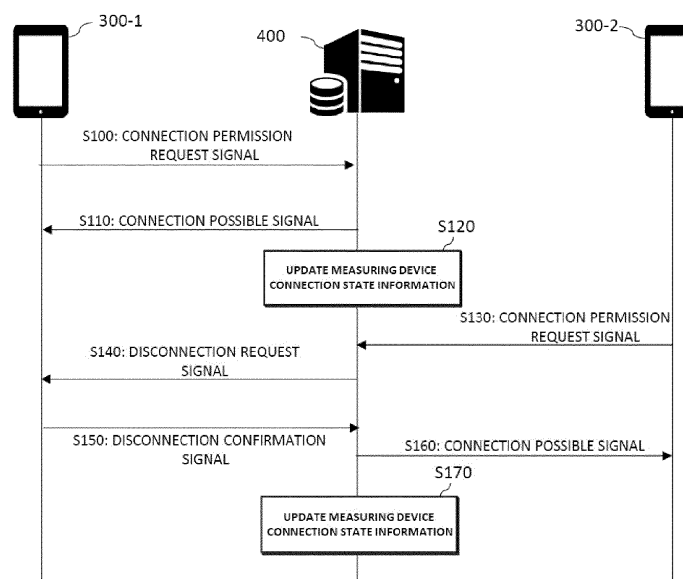 300-1
400
300-2
S100: CONNECTION PERMISSION
REQUEST SIGNAL
S110: CONNECTION POSSIBLE SIGNAL
S120
UPDATE MEASURING DEVICE
CONNECTION STATE INFORMATION
S130: CONNECTION PERMISSION
REQUEST SIGNAL
S140: DISCONNECTION REQUEST
SIGNAL
S150: DISCONNECTION CONFIRMATION
SIGNAL
S160: CONNECTION POSSIBLE SIGNAL
S170
UPDATE MEASURING DEVICE
CONNECTION STATE INFORMATION